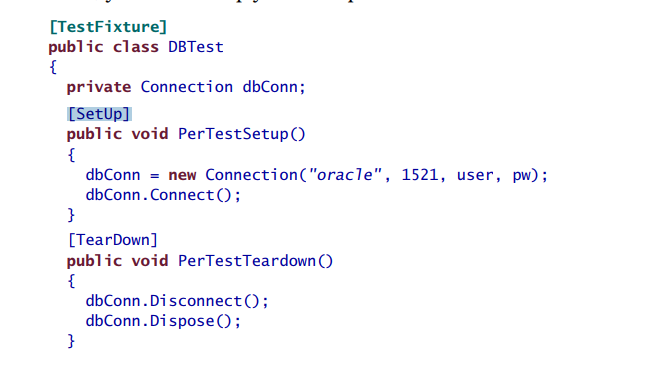 [TestFixture]
public class DBTest
{
private Connection dbConn;
[SetUp]
public void PerTestSetup()
{
dbConn = new Connection("oracle", 1521, user, pw);
dbConn.Connect();
}
[TearDown]
public void PerTestTeardown()
{
dbConn.Disconnect();
dbConn.Dispose();
}